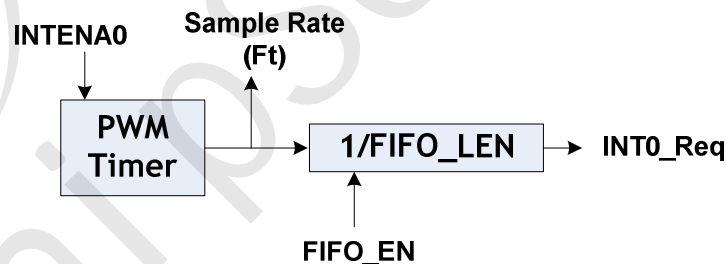 INTENA0
Sample Rate
(Ft)
PWM
Timer
1/FIFO_LEN
INT0_Req
FIFO_EN